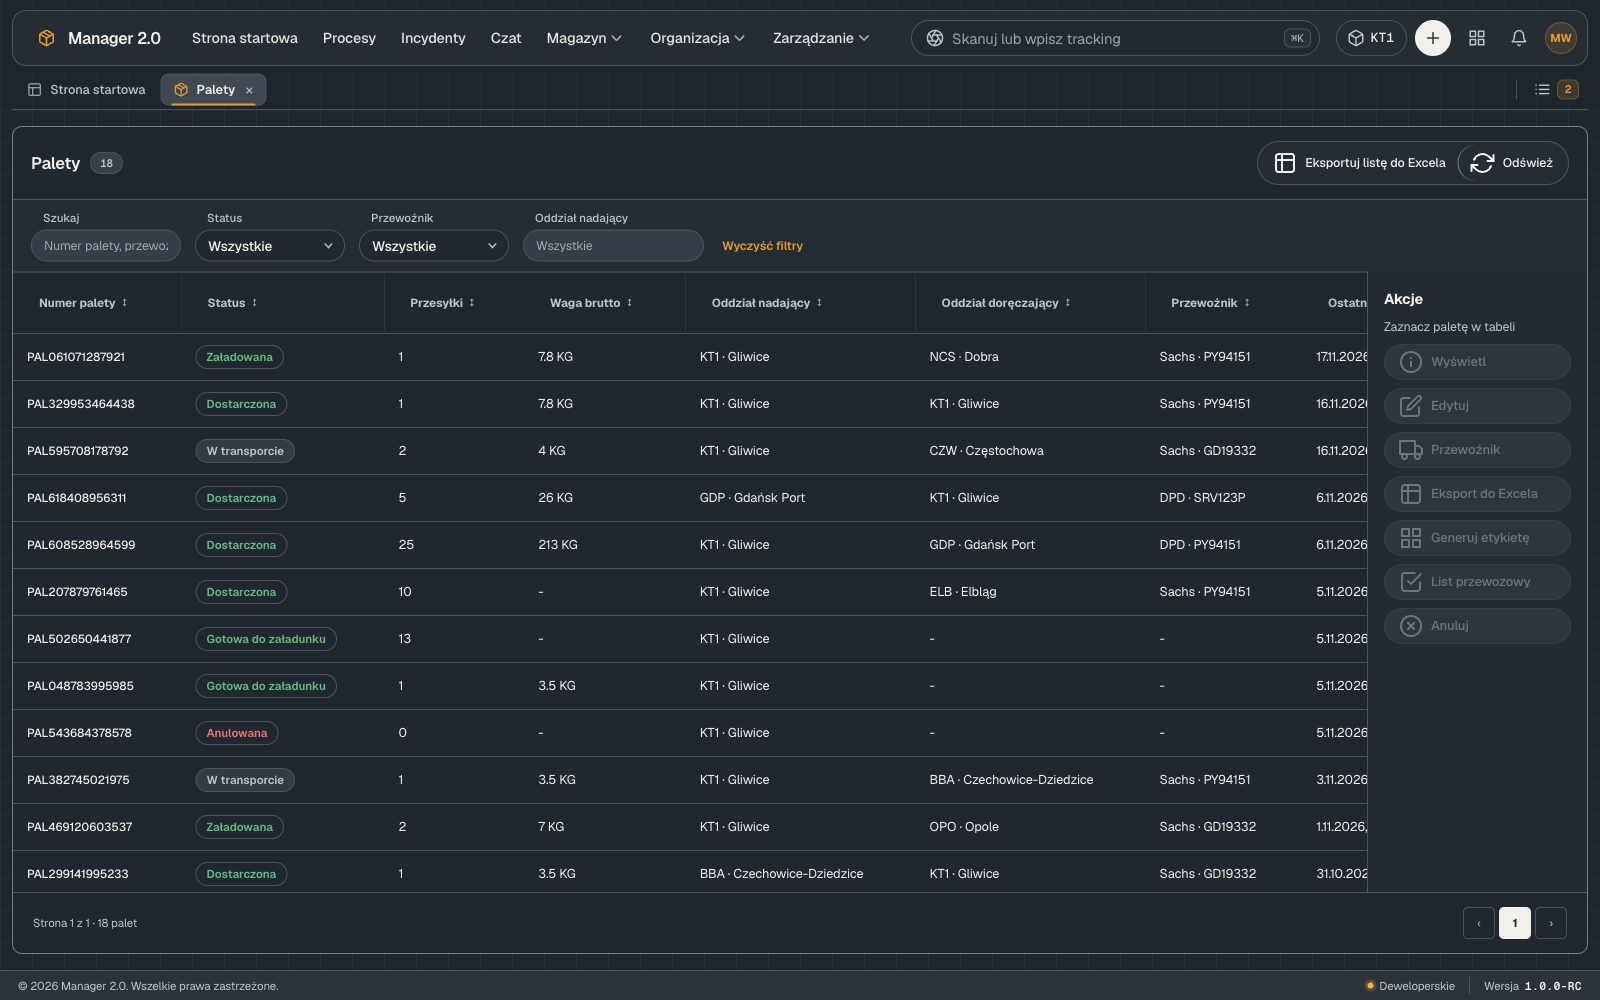 Manager 2.0 Strona startowa Procesy Incydenty Czat Magazyn Organizacja Zarządzanie Skanuj lub wpisz tracking ⌘K KT1 + MW
Strona startowa Palety × 2
Palety 18 Eksportuj listę do Excela Odśwież
Szukaj Status Przewoźnik Oddział nadający
Numer palety, przewo: Wszystkie Wszystkie Wszystkie Wyczyść filtry
Numer palety ↕ Status ↕ Przesyłki ↕ Waga brutto ↕ Oddział nadający ↕ Oddział doręczający ↕ Przewoźnik ↕ Ostatn
PAL061071287921 Załadowana 1 7.8 KG KT1 · Gliwice NCS · Dobra Sachs · PY94151 17.11.2026
PAL329953464438 Dostarczona 1 7.8 KG KT1 · Gliwice KT1 · Gliwice Sachs · PY94151 16.11.2026
PAL595708178792 W transporcie 2 4 KG KT1 · Gliwice CZW · Częstochowa Sachs · GD19332 16.11.2026
PAL618408956311 Dostarczona 5 26 KG GDP · Gdańsk Port KT1 · Gliwice DPD · SRV123P 6.11.2026
PAL608528964599 Dostarczona 25 213 KG KT1 · Gliwice GDP · Gdańsk Port DPD · PY94151 6.11.2026
PAL207879761465 Dostarczona 10 - KT1 · Gliwice ELB · Elbląg Sachs · PY94151 5.11.2026
PAL502650441877 Gotowa do załadunku 13 - KT1 · Gliwice - - 5.11.2026
PAL048783995985 Gotowa do załadunku 1 3.5 KG KT1 · Gliwice - - 5.11.2026
PAL543684378578 Anulowana 0 - KT1 · Gliwice - - 5.11.2026
PAL382745021975 W transporcie 1 3.5 KG KT1 · Gliwice BBA · Czechowice-Dziedzice Sachs · PY94151 3.11.2026
PAL469120603537 Załadowana 2 7 KG KT1 · Gliwice OPO · Opole Sachs · GD19332 1.11.2026,
PAL299141995233 Dostarczona 1 3.5 KG BBA · Czechowice-Dziedzice KT1 · Gliwice Sachs · GD19332 31.10.202
Akcje
Zaznacz paletę w tabeli
Wyświetl
Edytuj
Przewoźnik
Eksport do Excela
Generuj etykietę
List przewozowy
Anuluj
Strona 1 z 1 · 18 palet ‹ 1 ›
© 2026 Manager 2.0. Wszelkie prawa zastrzeżone. Deweloperskie Wersja 1.0.0-RC